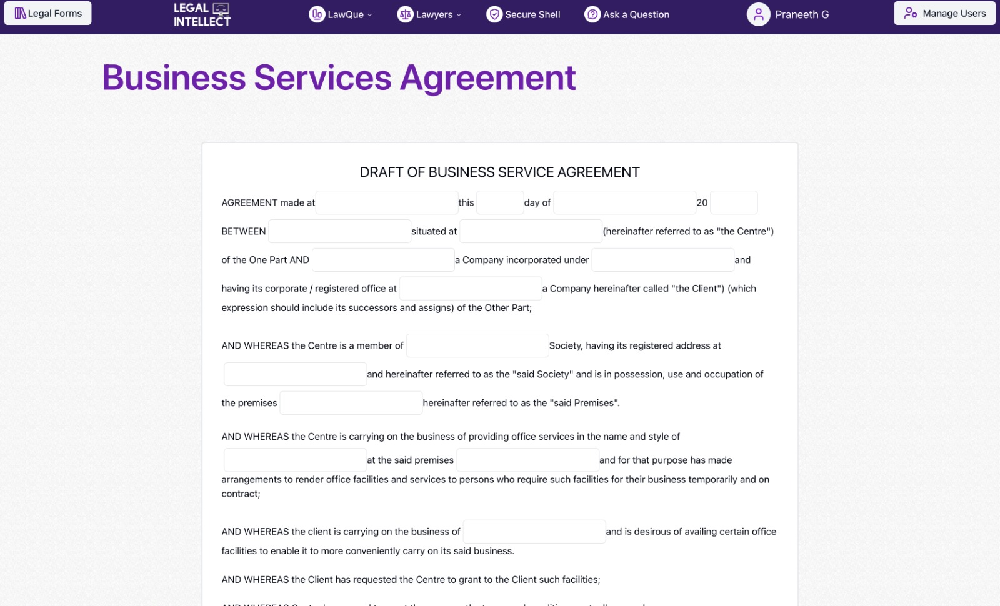 Legal Forms
LEGAL
INTELLECT
LawQue
Lawyers
Secure Shell
Ask a Question
Praneeth G
Manage Users
Business Services Agreement
DRAFT OF BUSINESS SERVICE AGREEMENT
AGREEMENT made at this day of 20
BETWEEN situated at (hereinafter referred to as "the Centre")
of the One Part AND a Company incorporated under and
having its corporate / registered office at a Company hereinafter called "the Client") (which
expression should include its successors and assigns) of the Other Part;
AND WHEREAS the Centre is a member of Society, having its registered address at
and hereinafter referred to as the "said Society" and is in possession, use and occupation of
the premises hereinafter referred to as the "said Premises".
AND WHEREAS the Centre is carrying on the business of providing office services in the name and style of
at the said premises and for that purpose has made
arrangements to render office facilities and services to persons who require such facilities for their business temporarily and on
contract;
AND WHEREAS the client is carrying on the business of and is desirous of availing certain office
facilities to enable it to more conveniently carry on its said business.
AND WHEREAS the Client has requested the Centre to grant to the Client such facilities;